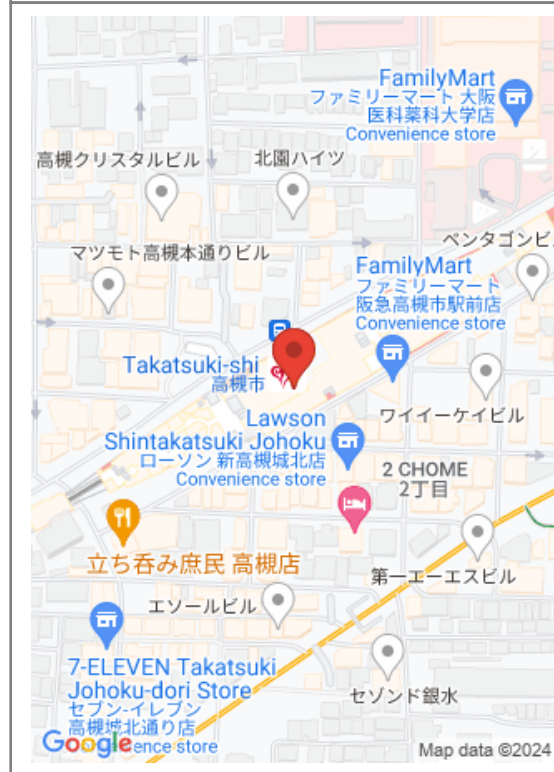 FamilyMart
ファミリーマート 大阪
医科薬科大学店
Convenience store
高槻クリスタルビル
北園ハイツ
マツモト高槻本通りビル
ペンタゴンビ
FamilyMart
ファミリーマート
阪急高槻市駅前店
Convenience store
Takatsuki-shi
高槻市
ワイイーケイビル
Lawson
Shintakatsuki Johoku
ローソン 新高槻城北店
Convenience store
2 CHOME
2丁目
立ち呑み庶民 高槻店
第一エーエスビル
エソールビル
7-ELEVEN Takatsuki
Johoku-dori Store
セブン-イレブン
高槻城北通り店
セゾンド銀水
Google
ence store
Map data ©2024